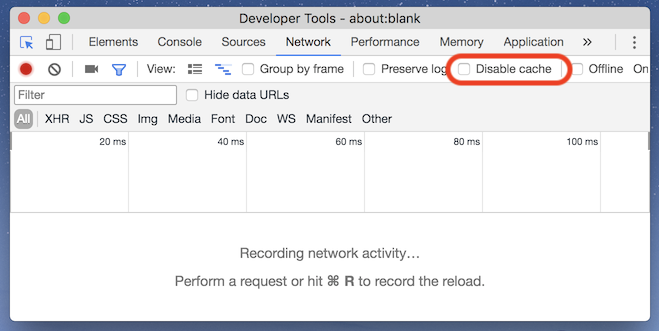 Developer Tools - about:blank
Elements Console Sources Network Performance Memory Application »
View: Group by frame Preserve log Disable cache Offline On
Filter Hide data URLs
All XHR JS CSS Img Media Font Doc WS Manifest Other
20 ms 40 ms 60 ms 80 ms 100 ms
Recording network activity…
Perform a request or hit ⌘ R to record the reload.